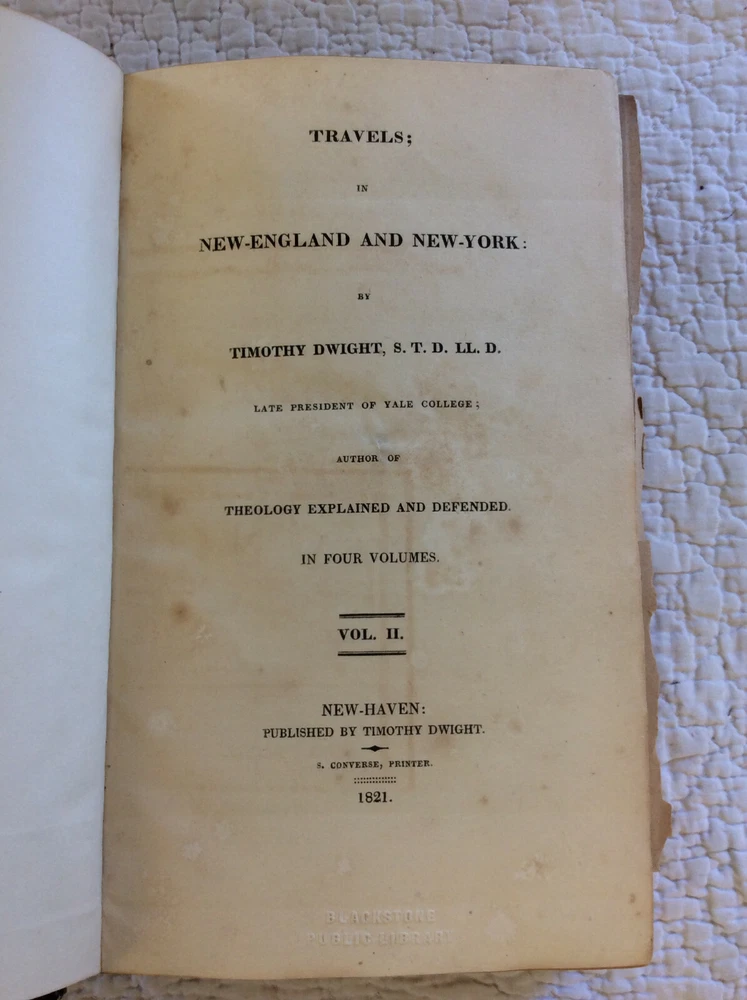 TRAVELS;
IN
NEW-ENGLAND AND NEW-YORK:
BY
TIMOTHY DWIGHT, S. T. D. LL. D.
LATE PRESIDENT OF YALE COLLEGE;
AUTHOR OF
THEOLOGY EXPLAINED AND DEFENDED.
IN FOUR VOLUMES.
VOL. II.
NEW-HAVEN:
PUBLISHED BY TIMOTHY DWIGHT.
S. CONVERSE, PRINTER.
1821.
BLACKSTONE
PUBLIC LIBRARY